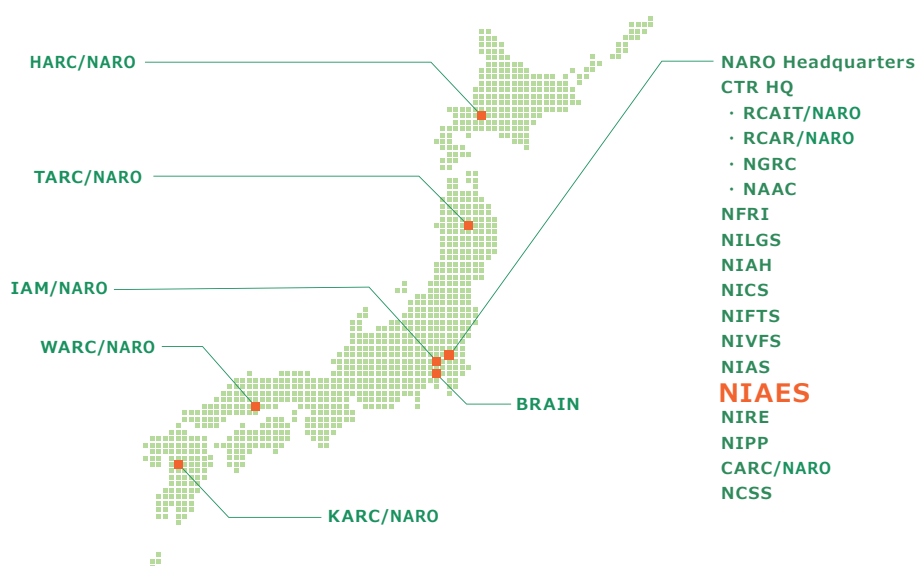 HARC/NARO
TARC/NARO
IAM/NARO
WARC/NARO
KARC/NARO
BRAIN
NARO Headquarters
CTR HQ
・RCAIT/NARO
・RCAR/NARO
・NGRC
・NAAC
NFRI
NILGS
NIAH
NICS
NIFTS
NIVFS
NIAS
NIAES
NIRE
NIPP
CARC/NARO
NCSS